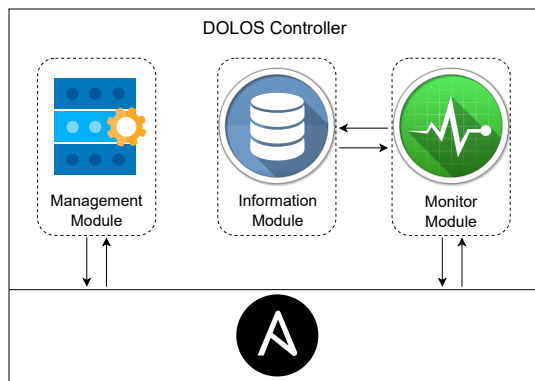 DOLOS Controller
Management
Module
Information
Module
Monitor
Module